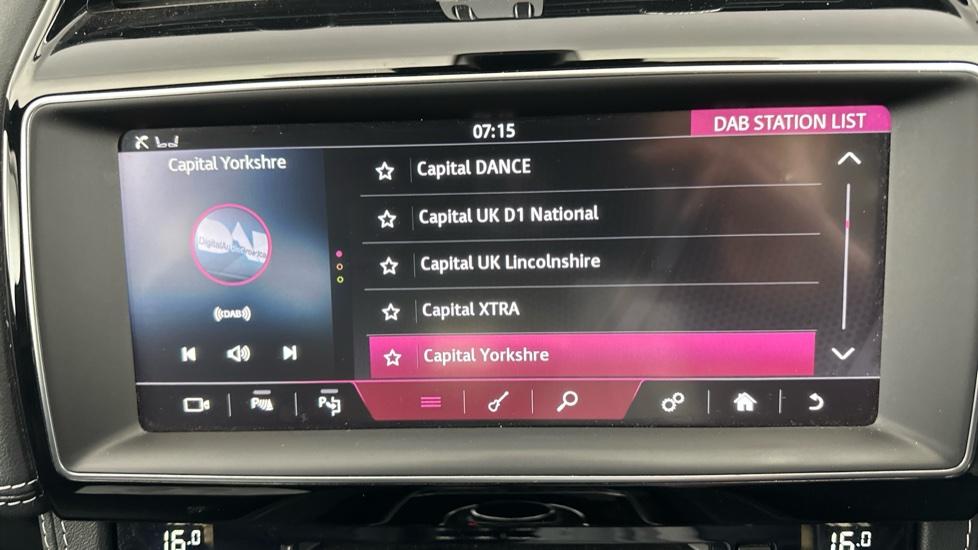 07:15
DAB STATION LIST
Capital Yorkshre
Capital DANCE
Capital UK D1 National
Capital UK Lincolnshire
Capital XTRA
Capital Yorkshre
(((DAB)))
16.0
16.0